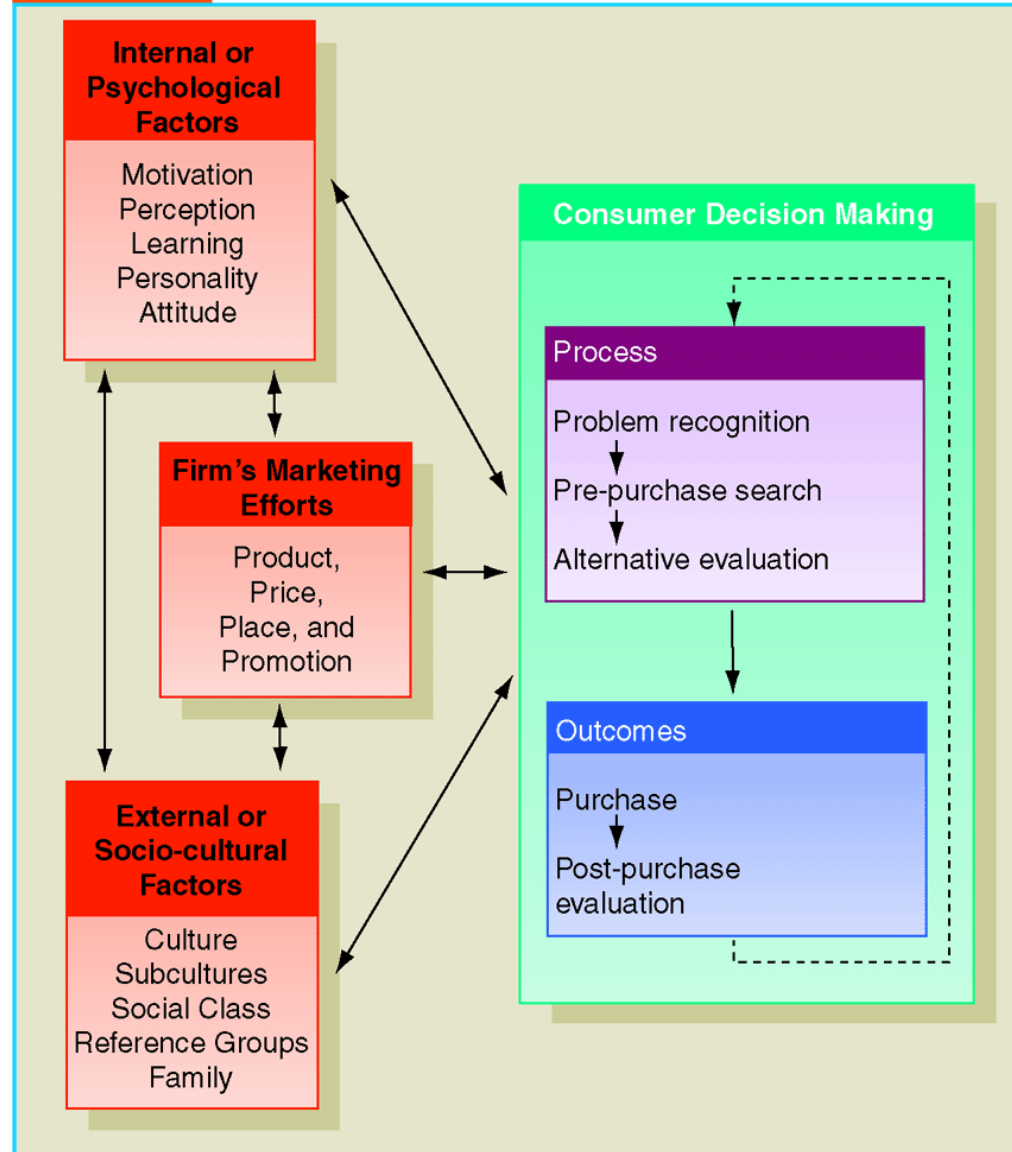 Internal or
Psychological
Factors
Motivation
Perception
Learning
Personality
Attitude
Firm's Marketing
Efforts
Product,
Price,
Place, and
Promotion
External or
Socio-cultural
Factors
Culture
Subcultures
Social Class
Reference Groups
Family
Consumer Decision Making
Process
Problem recognition
Pre-purchase search
Alternative evaluation
Outcomes
Purchase
Post-purchase
evaluation